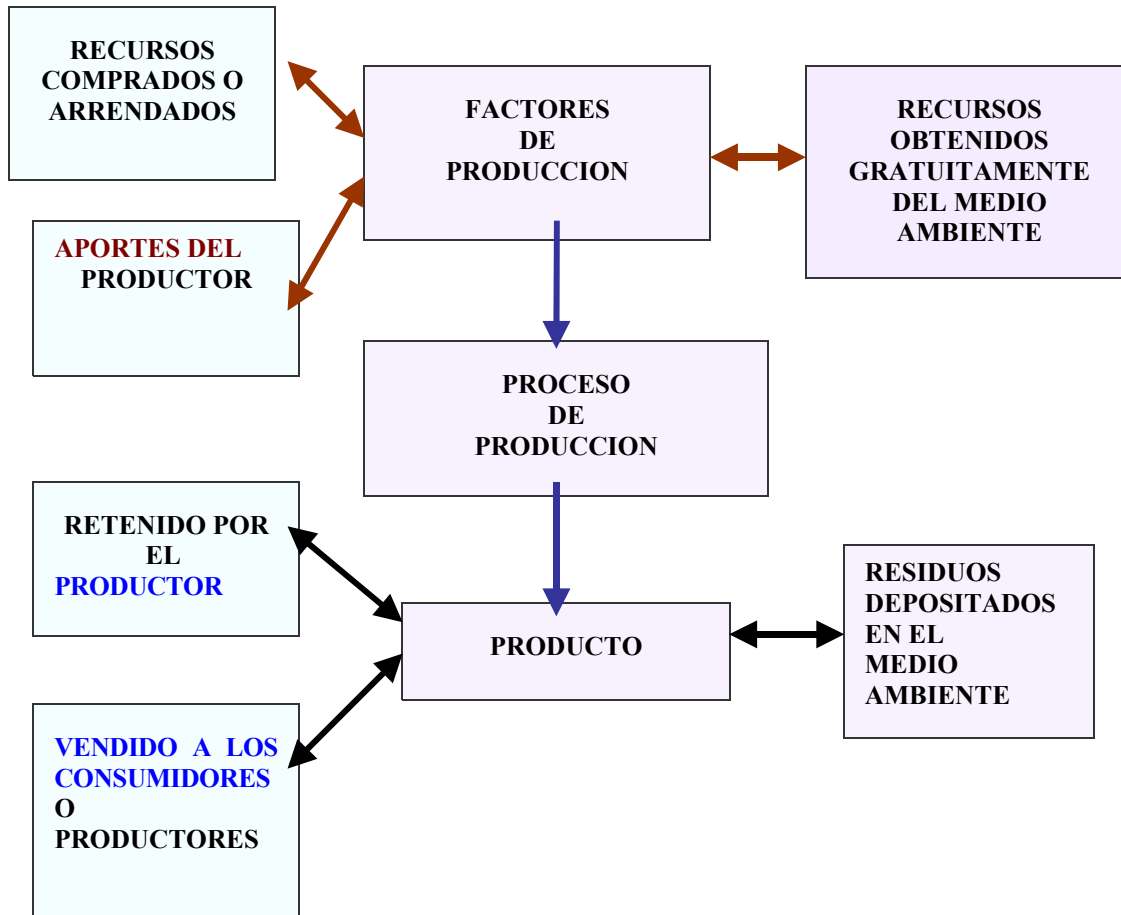 RECURSOS
COMPRADOS O
ARRENDADOS
FACTORES
DE
PRODUCCION
RECURSOS
OBTENIDOS
GRATUITAMENTE
DEL MEDIO
AMBIENTE
APORTES DEL
PRODUCTOR
PROCESO
DE
PRODUCCION
RETENIDO POR
EL
PRODUCTOR
PRODUCTO
RESIDUOS
DEPOSITADOS
EN EL
MEDIO
AMBIENTE
VENDIDO A LOS
CONSUMIDORES
O
PRODUCTORES